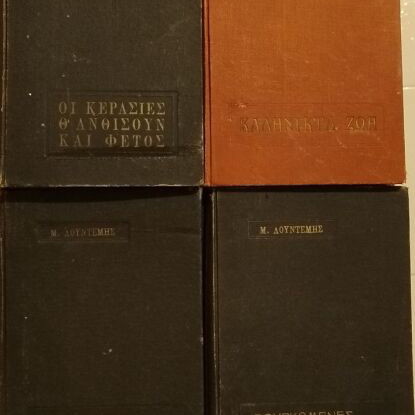 ΟΙ ΚΕΡΑΣΙΕΣ
Θ' ΑΝΘΙΣΟΥΝ
ΚΑΙ ΦΕΤΟΣ
ΚΑΛΗΝΥΚΤΑ ΖΩΗ
Μ. ΛΟΥΝΤΕΜΗΣ
Μ. ΛΟΥΝΤΕΜΗΣ